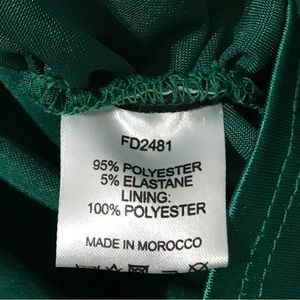 FD2481
95% POLYESTER
5% ELASTANE
LINING:
100% POLYESTER
MADE IN MOROCCO